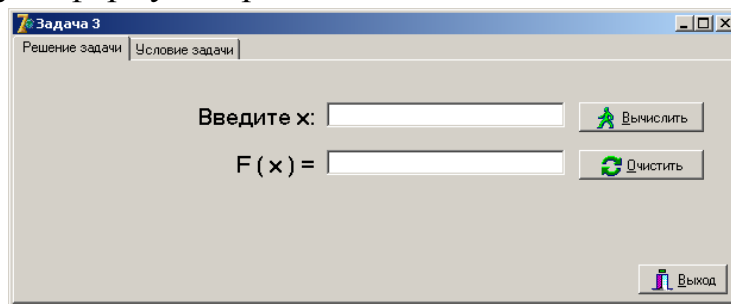 Задача 3
Решение задачи Условие задачи
Введите x: Вычислить
F ( x ) = Очистить
Выход